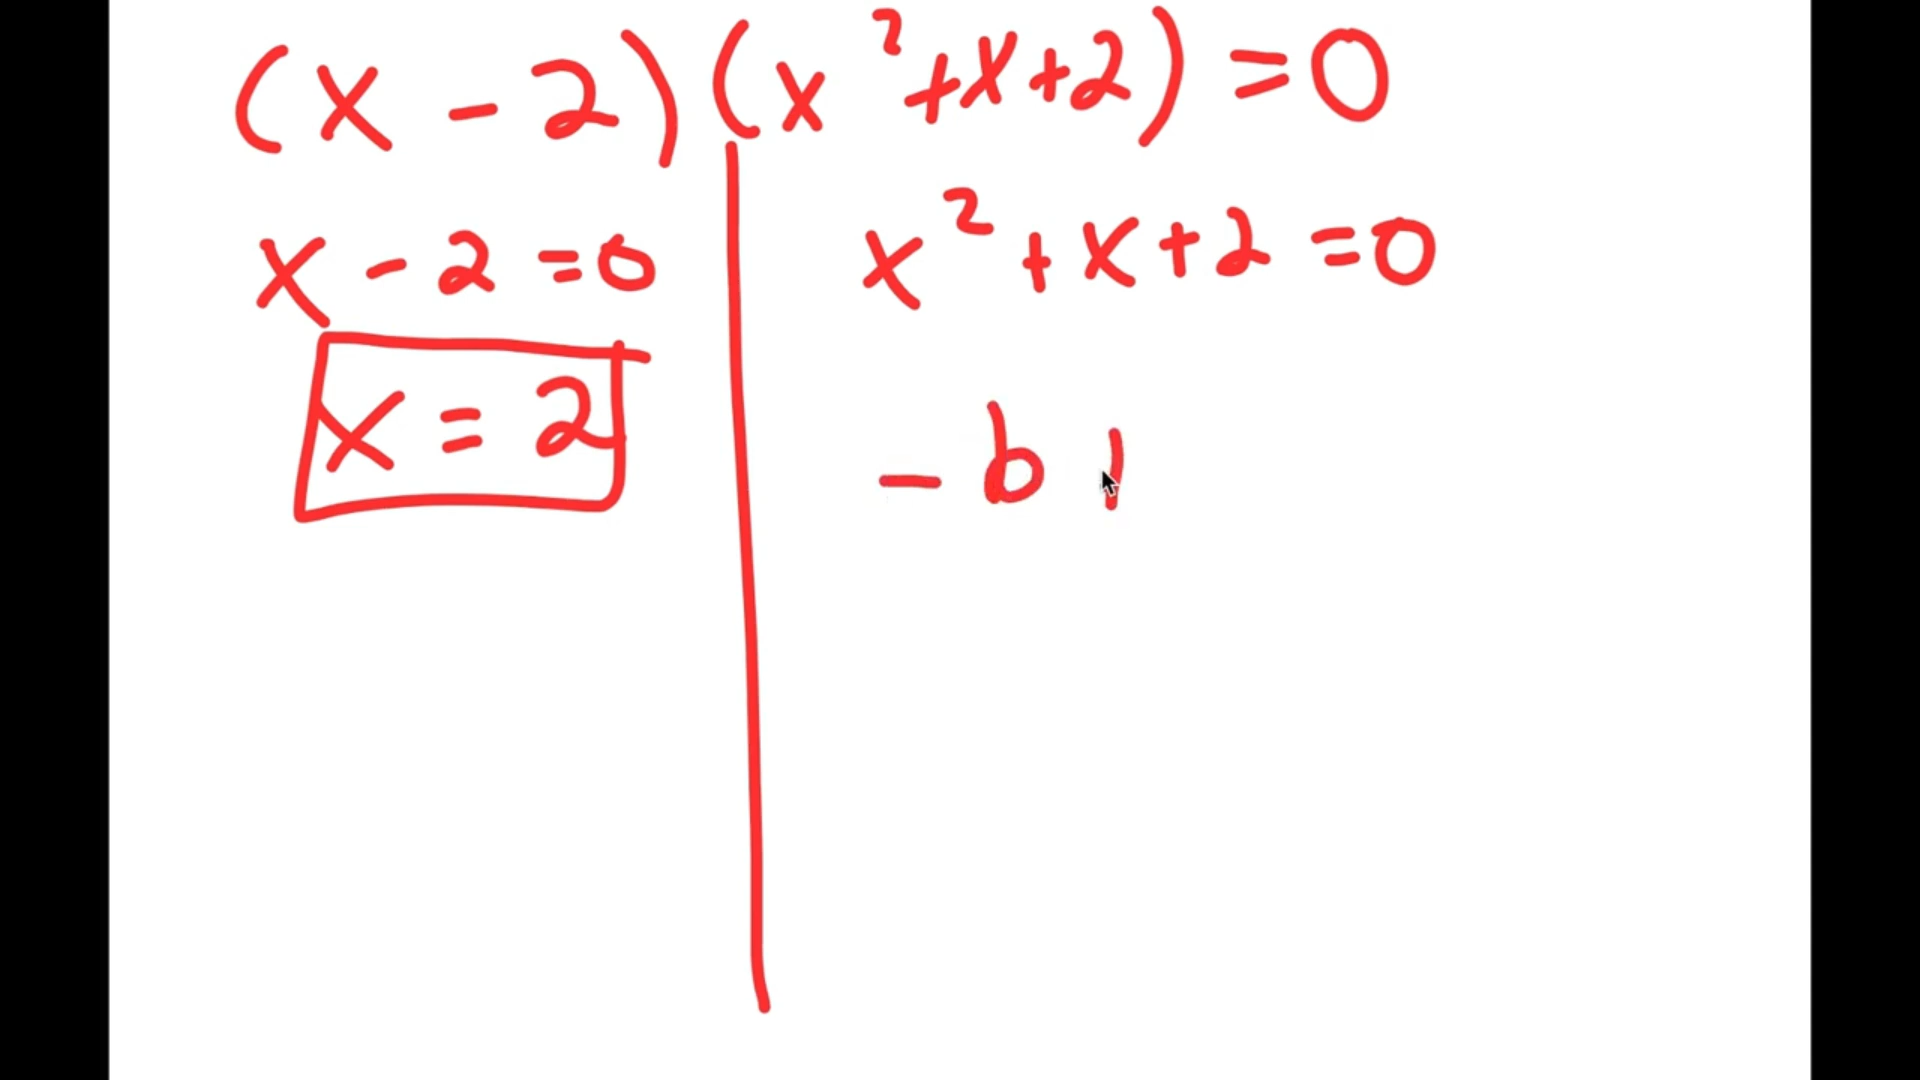 (x - 2)(x²+x+2) = 0
x - 2 = 0
x² + x + 2 = 0
x = 2
- b